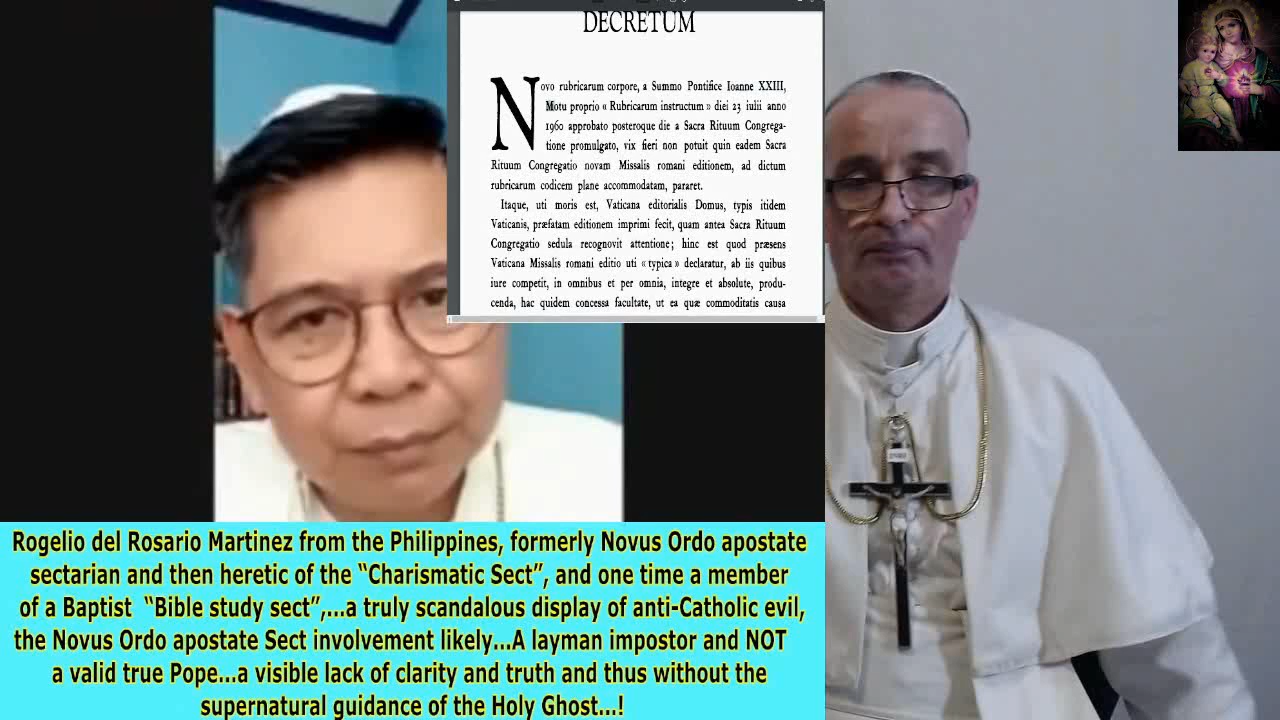 DECRETUM
Novo rubricarum corpore, a Summo Pontifice Ioanne XXIII,
Motu proprio « Rubricarum instructum » diei 23 iulii anno
1960 approbato posteroque die a Sacra Rituum Congrega-
tione promulgato, vix fieri non potuit quin eadem Sacra
Rituum Congregatio novam Missalis romani editionem, ad dictum
rubricarum codicem plane accommodatam, pararet.
Itaque, uti moris est, Vaticana editorialis Domus, typis itidem
Vaticanis, præfatam editionem imprimi fecit, quam antea Sacra Rituum
Congregatio sedula recognovit attentione; hinc est quod præsens
Vaticana Missalis romani editio uti « typica » declaratur, ab iis quibus
iure competit, in omnibus et per omnia, integre et absolute, produ-
cenda, hac quidem concessa facultate, ut ea quæ commoditatis causa
Rogelio del Rosario Martinez from the Philippines, formerly Novus Ordo apostate
sectarian and then heretic of the “Charismatic Sect”, and one time a member
of a Baptist “Bible study sect”,...a truly scandalous display of anti-Catholic evil,
the Novus Ordo apostate Sect involvement likely...A layman impostor and NOT
a valid true Pope...a visible lack of clarity and truth and thus without the
supernatural guidance of the Holy Ghost...!